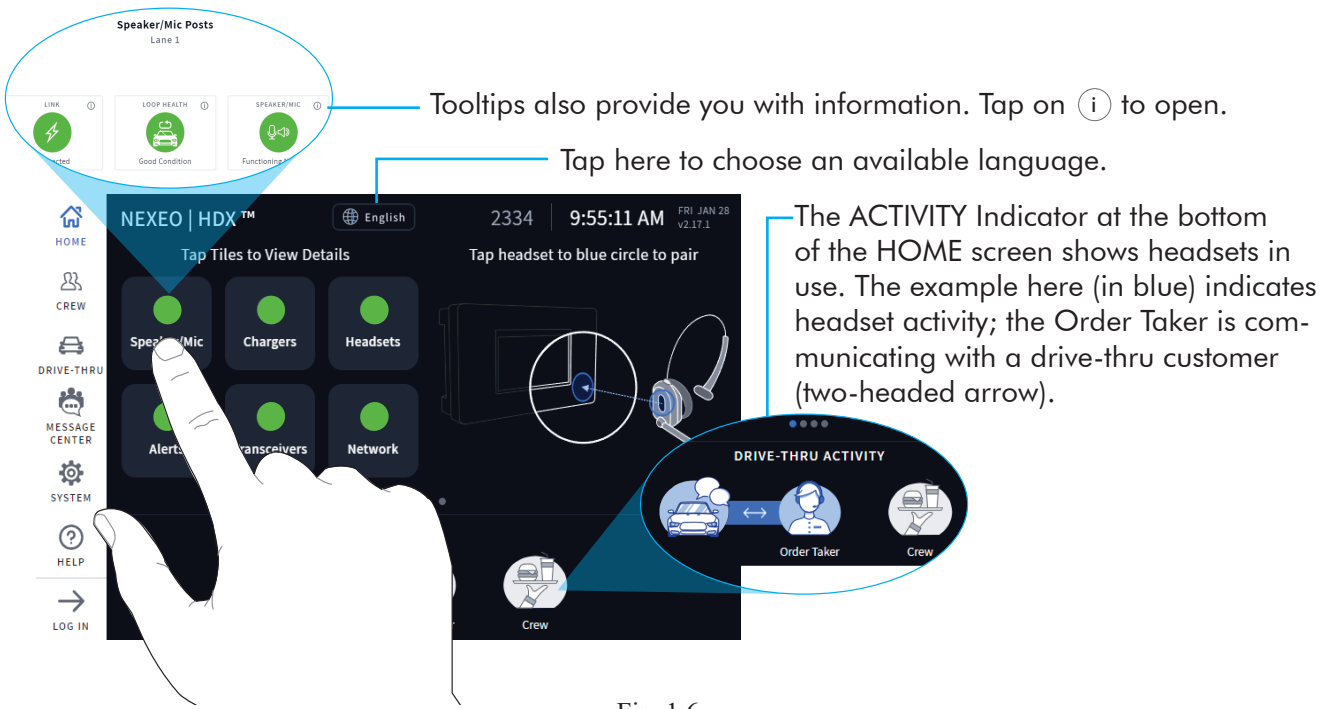 Speaker/Mic Posts
Lane 1
LINK
LOOP HEALTH
SPEAKER/MIC
Good Condition
Functioning
Tooltips also provide you with information. Tap on i to open.
Tap here to choose an available language.
HOME
CREW
DRIVE-THRU
MESSAGE
CENTER
SYSTEM
HELP
LOG IN
NEXEO | HDX™
English
2334
9:55:11 AM
FRI JAN 28
v2.17.1
Tap Tiles to View Details
Tap headset to blue circle to pair
Speaker/Mic
Chargers
Headsets
Alerts
Transceivers
Network
Crew
The ACTIVITY Indicator at the bottom
of the HOME screen shows headsets in
use. The example here (in blue) indicates
headset activity; the Order Taker is com-
municating with a drive-thru customer
(two-headed arrow).
DRIVE-THRU ACTIVITY
Order Taker
Crew